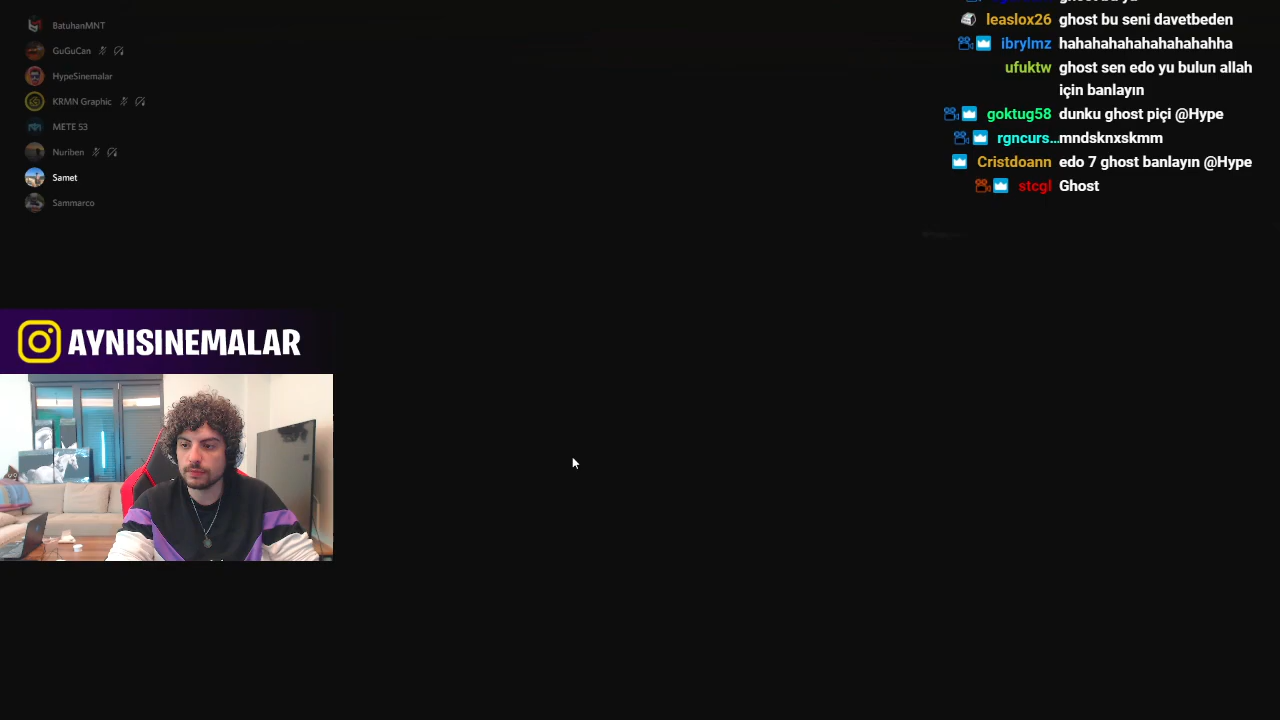 BatuhanMNT
GuGuCan
HypeSinemalar
KRMN Graphic
METE 53
Nuriben
Samet
Sammarco
leaslox26 ghost bu seni davetbeden
ibrylmz hahahahahahahahahha
ufuktw ghost sen edo yu bulun allah
için banlayın
goktug58 dunku ghost piçi @Hype
rgncurs... mndsknxskmm
Cristdoann edo 7 ghost banlayın @Hype
stcgl Ghost
AYNISINEMALAR